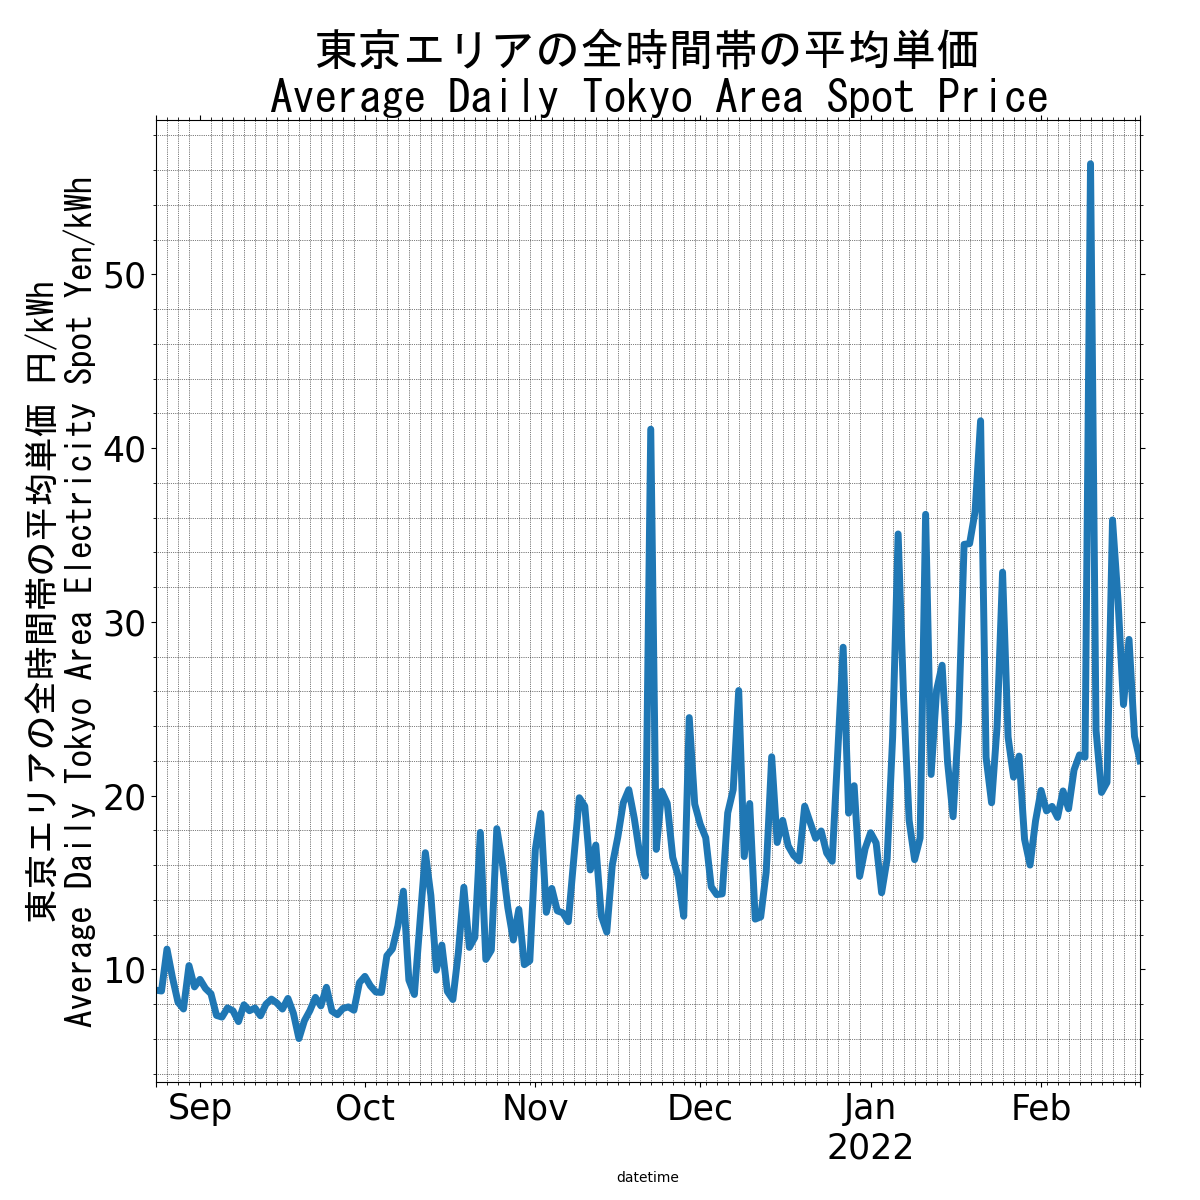 東京エリアの全時間帯の平均単価
Average Daily Tokyo Area Spot Price
東京エリアの全時間帯の平均単価 円/kWh
Average Daily Tokyo Area Electricity Spot Yen/kWh
50
40
30
20
10
Sep Oct Nov Dec Jan Feb
2022
datetime